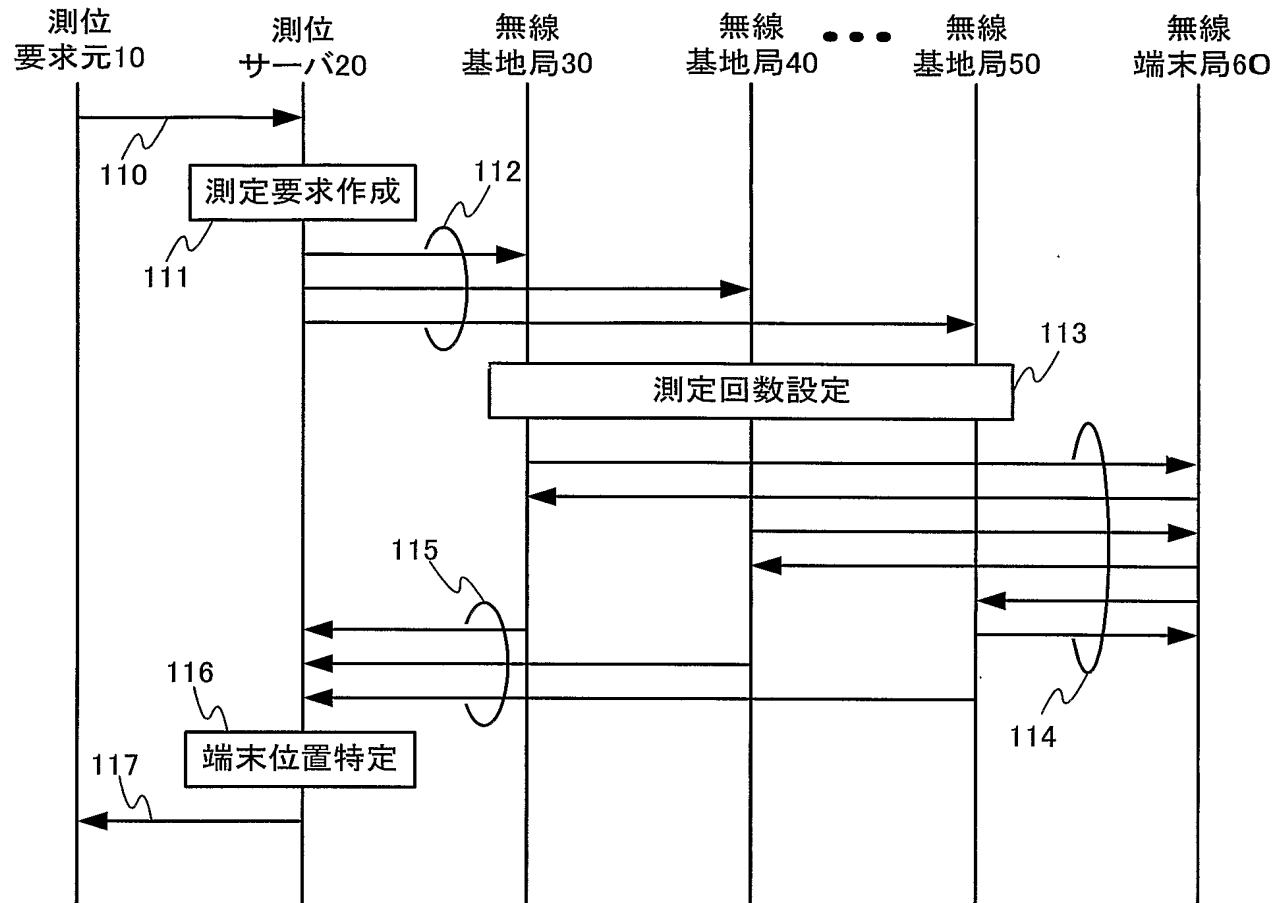 測位
要求元10
測位
サーバ20
無線
基地局30
無線
基地局40
•••
無線
基地局50
無線
端末局60
110
測定要求作成
111
112
測定回数設定
113
114
115
端末位置特定
116
117